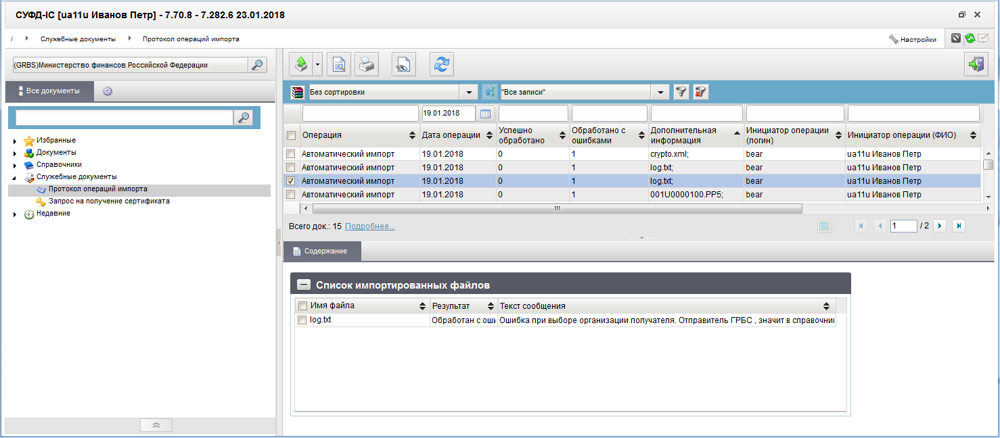 СУФД-IC [ua11u Иванов Петр] - 7.70.8 - 7.282.6 23.01.2018
/ Служебные документы Протокол операций импорта
Настройки
(GRBS)Министерство финансов Российской Федерации
Все документы
Избранные
Документы
Справочники
Служебные документы
Протокол операций импорта
Запрос на получение сертификата
Недавние
Без сортировки "Все записи"
19.01.2018
Операция Дата операции Успешно обработано Обработано с ошибками Дополнительная информация Инициатор операции (логин) Инициатор операции (ФИО)
Автоматический импорт 19.01.2018 0 1 crypto.xml; bear ua11u Иванов Петр
Автоматический импорт 19.01.2018 0 1 log.txt; bear ua11u Иванов Петр
Автоматический импорт 19.01.2018 0 1 log.txt; bear ua11u Иванов Петр
Автоматический импорт 19.01.2018 0 1 001U0000100.PP5; bear ua11u Иванов Петр
Всего док.: 15 Подробнее... 1 / 2
Содержание
Список импортированных файлов
Имя файла Результат Текст сообщения
log.txt Обработан с оши Ошибка при выборе организации получателя. Отправитель ГРБС , значит в справочни